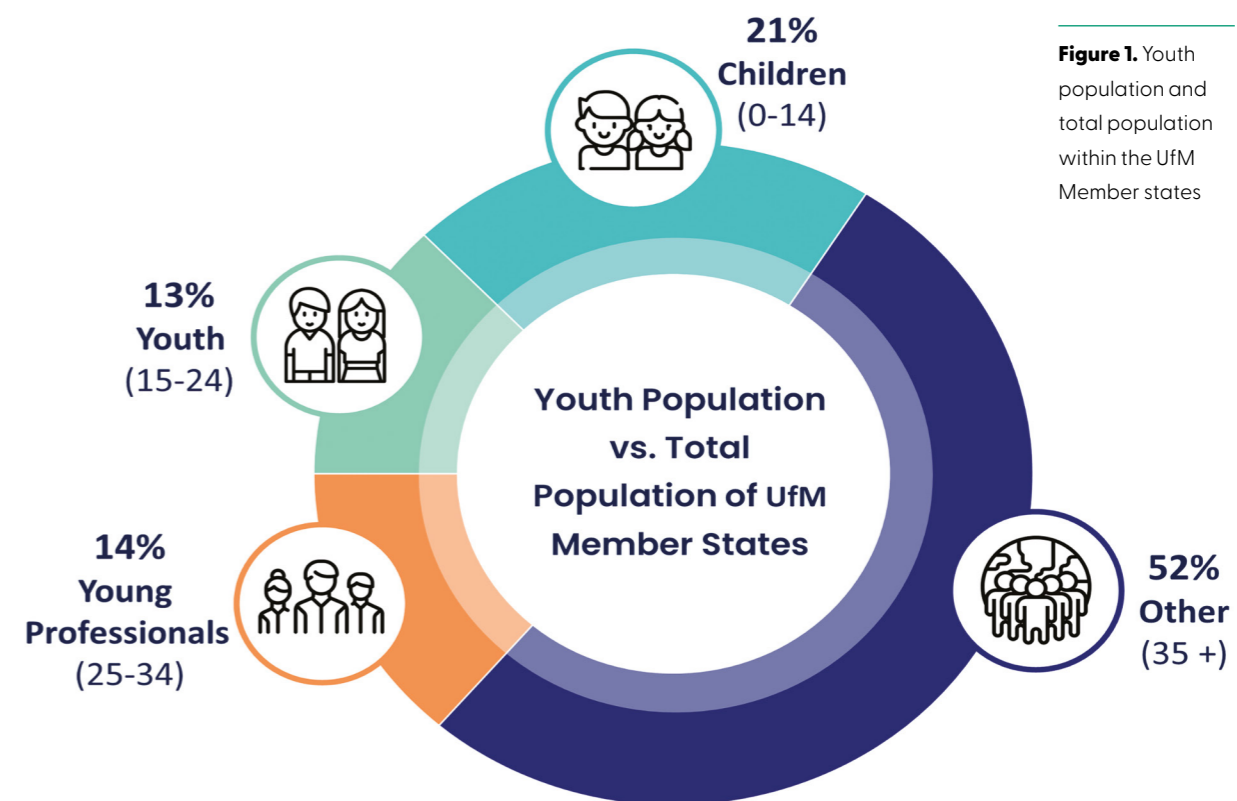 21%
Children
(0-14)
Figure 1. Youth
population and
total population
within the UfM
Member states
13%
Youth
(15-24)
Youth Population
vs. Total
Population of UfM
Member States
14%
Young
Professionals
(25-34)
52%
Other
(35 +)